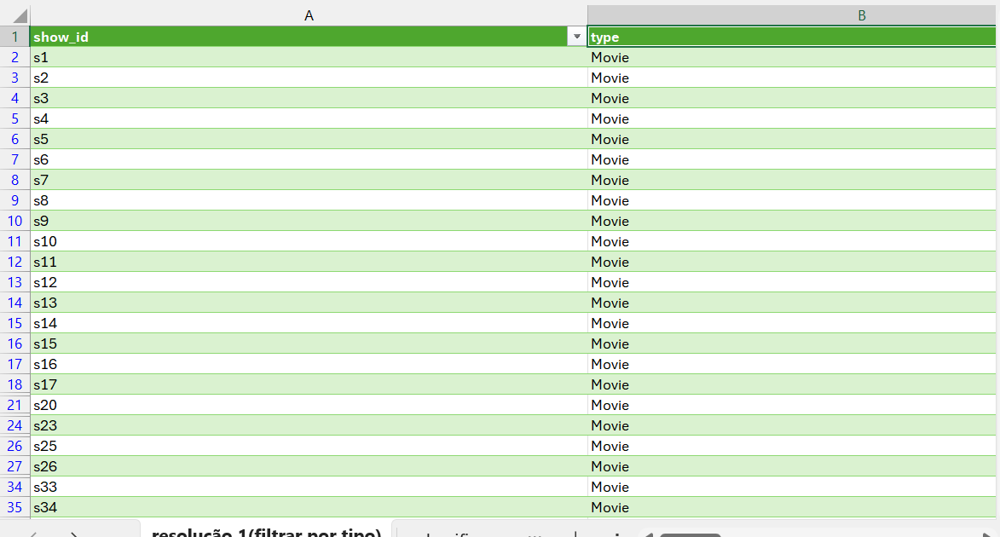 A B
1 show_id type
2 s1 Movie
3 s2 Movie
4 s3 Movie
5 s4 Movie
6 s5 Movie
7 s6 Movie
8 s7 Movie
9 s8 Movie
10 s9 Movie
11 s10 Movie
12 s11 Movie
13 s12 Movie
14 s13 Movie
15 s14 Movie
16 s15 Movie
17 s16 Movie
18 s17 Movie
21 s20 Movie
24 s23 Movie
26 s25 Movie
27 s26 Movie
34 s33 Movie
35 s34 Movie
resolução 1(filtrar por tipo)